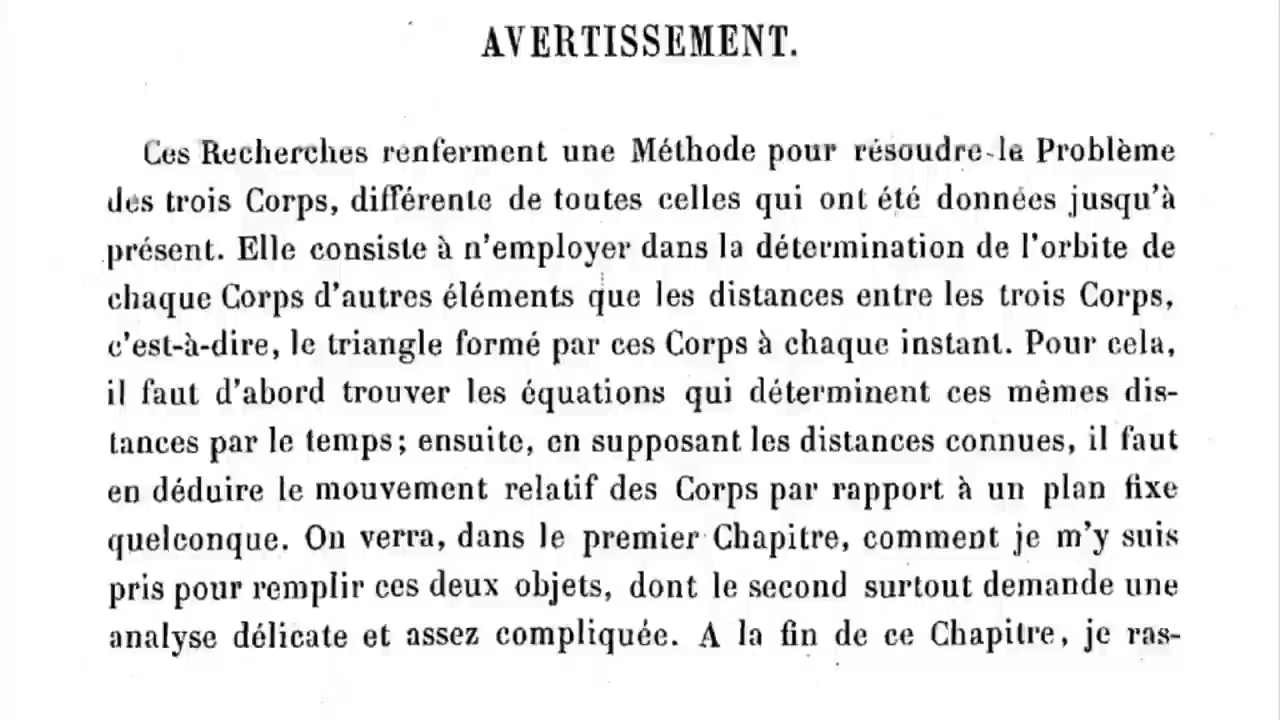 AVERTISSEMENT.
Ces Recherches renferment une Méthode pour résoudre le Problème
des trois Corps, différente de toutes celles qui ont été données jusqu'à
présent. Elle consiste à n'employer dans la détermination de l'orbite de
chaque Corps d'autres éléments que les distances entre les trois Corps,
c'est-à-dire, le triangle formé par ces Corps à chaque instant. Pour cela,
il faut d'abord trouver les équations qui déterminent ces mêmes dis-
tances par le temps; ensuite, en supposant les distances connues, il faut
en déduire le mouvement relatif des Corps par rapport à un plan fixe
quelconque. On verra, dans le premier Chapitre, comment je m'y suis
pris pour remplir ces deux objets, dont le second surtout demande une
analyse délicate et assez compliquée. A la fin de ce Chapitre, je ras-